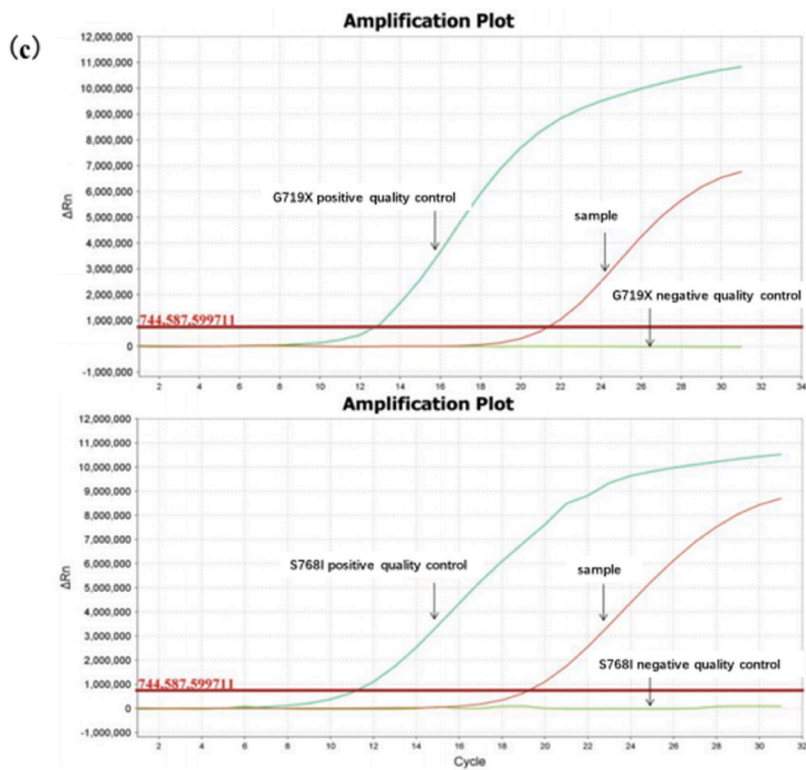 (c)
Amplification Plot
12,000,000
11,000,000
10,000,000
9,000,000
8,000,000
7,000,000
6,000,000
5,000,000
4,000,000
3,000,000
2,000,000
1,000,000
0
-1,000,000
ΔRn
G719X positive quality control
sample
G719X negative quality control
744,587.599711
2 4 6 8 10 12 14 16 18 20 22 24 26 28 30 32 34
Amplification Plot
12,000,000
11,000,000
10,000,000
9,000,000
8,000,000
7,000,000
6,000,000
5,000,000
4,000,000
3,000,000
2,000,000
1,000,000
0
-1,000,000
ΔRn
S768I positive quality control
sample
S768I negative quality control
744,587.599711
2 4 6 8 10 12 14 16 18 20 22 24 26 28 30 32
Cycle